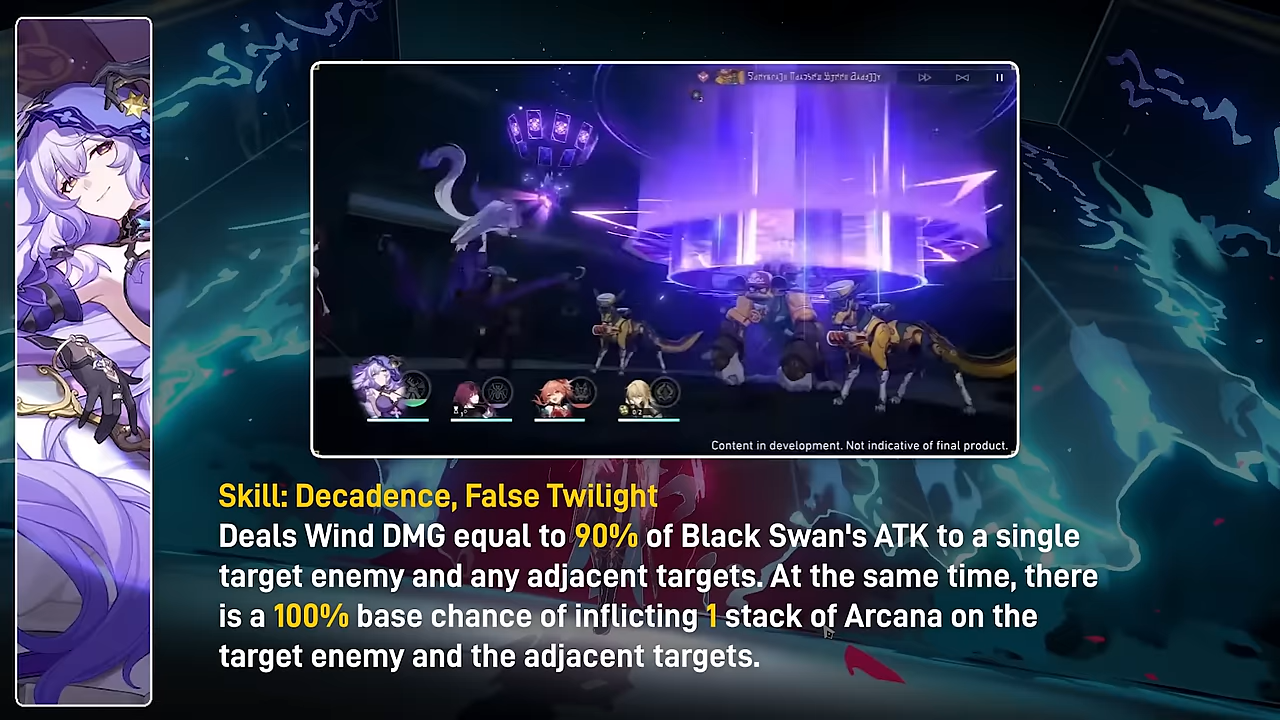 Content in development. Not indicative of final product.
Skill: Decadence, False Twilight
Deals Wind DMG equal to 90% of Black Swan's ATK to a single
target enemy and any adjacent targets. At the same time, there
is a 100% base chance of inflicting 1 stack of Arcana on the
target enemy and the adjacent targets.